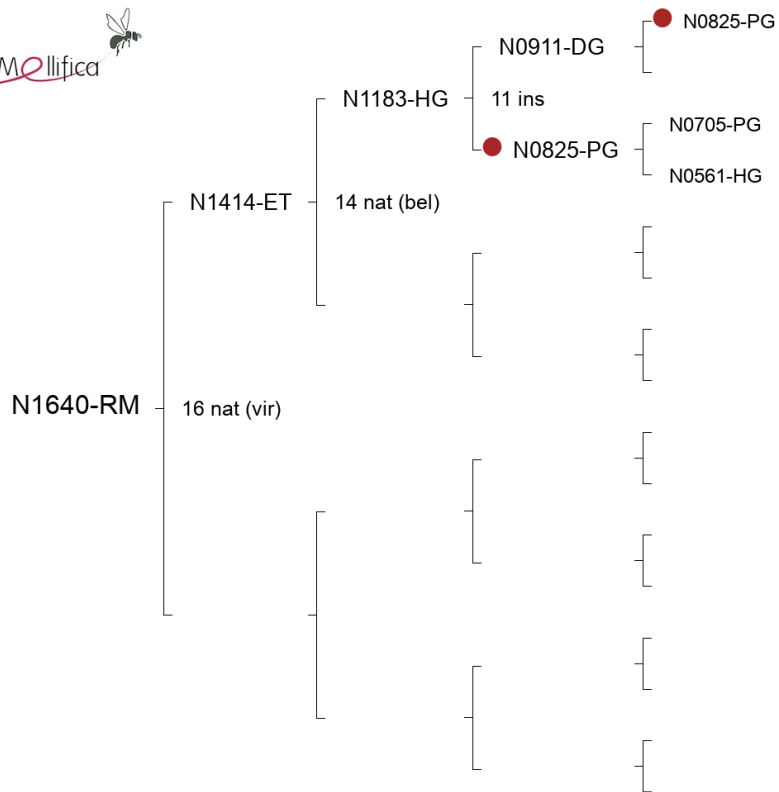 Mellifica
N0825-PG
N0911-DG
N1183-HG
11 ins
N0705-PG
N0825-PG
N0561-HG
N1414-ET
14 nat (bel)
N1640-RM
16 nat (vir)